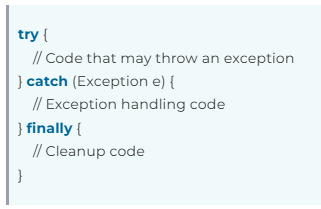 try {
// Code that may throw an exception
} catch (Exception e) {
// Exception handling code
} finally {
// Cleanup code
}